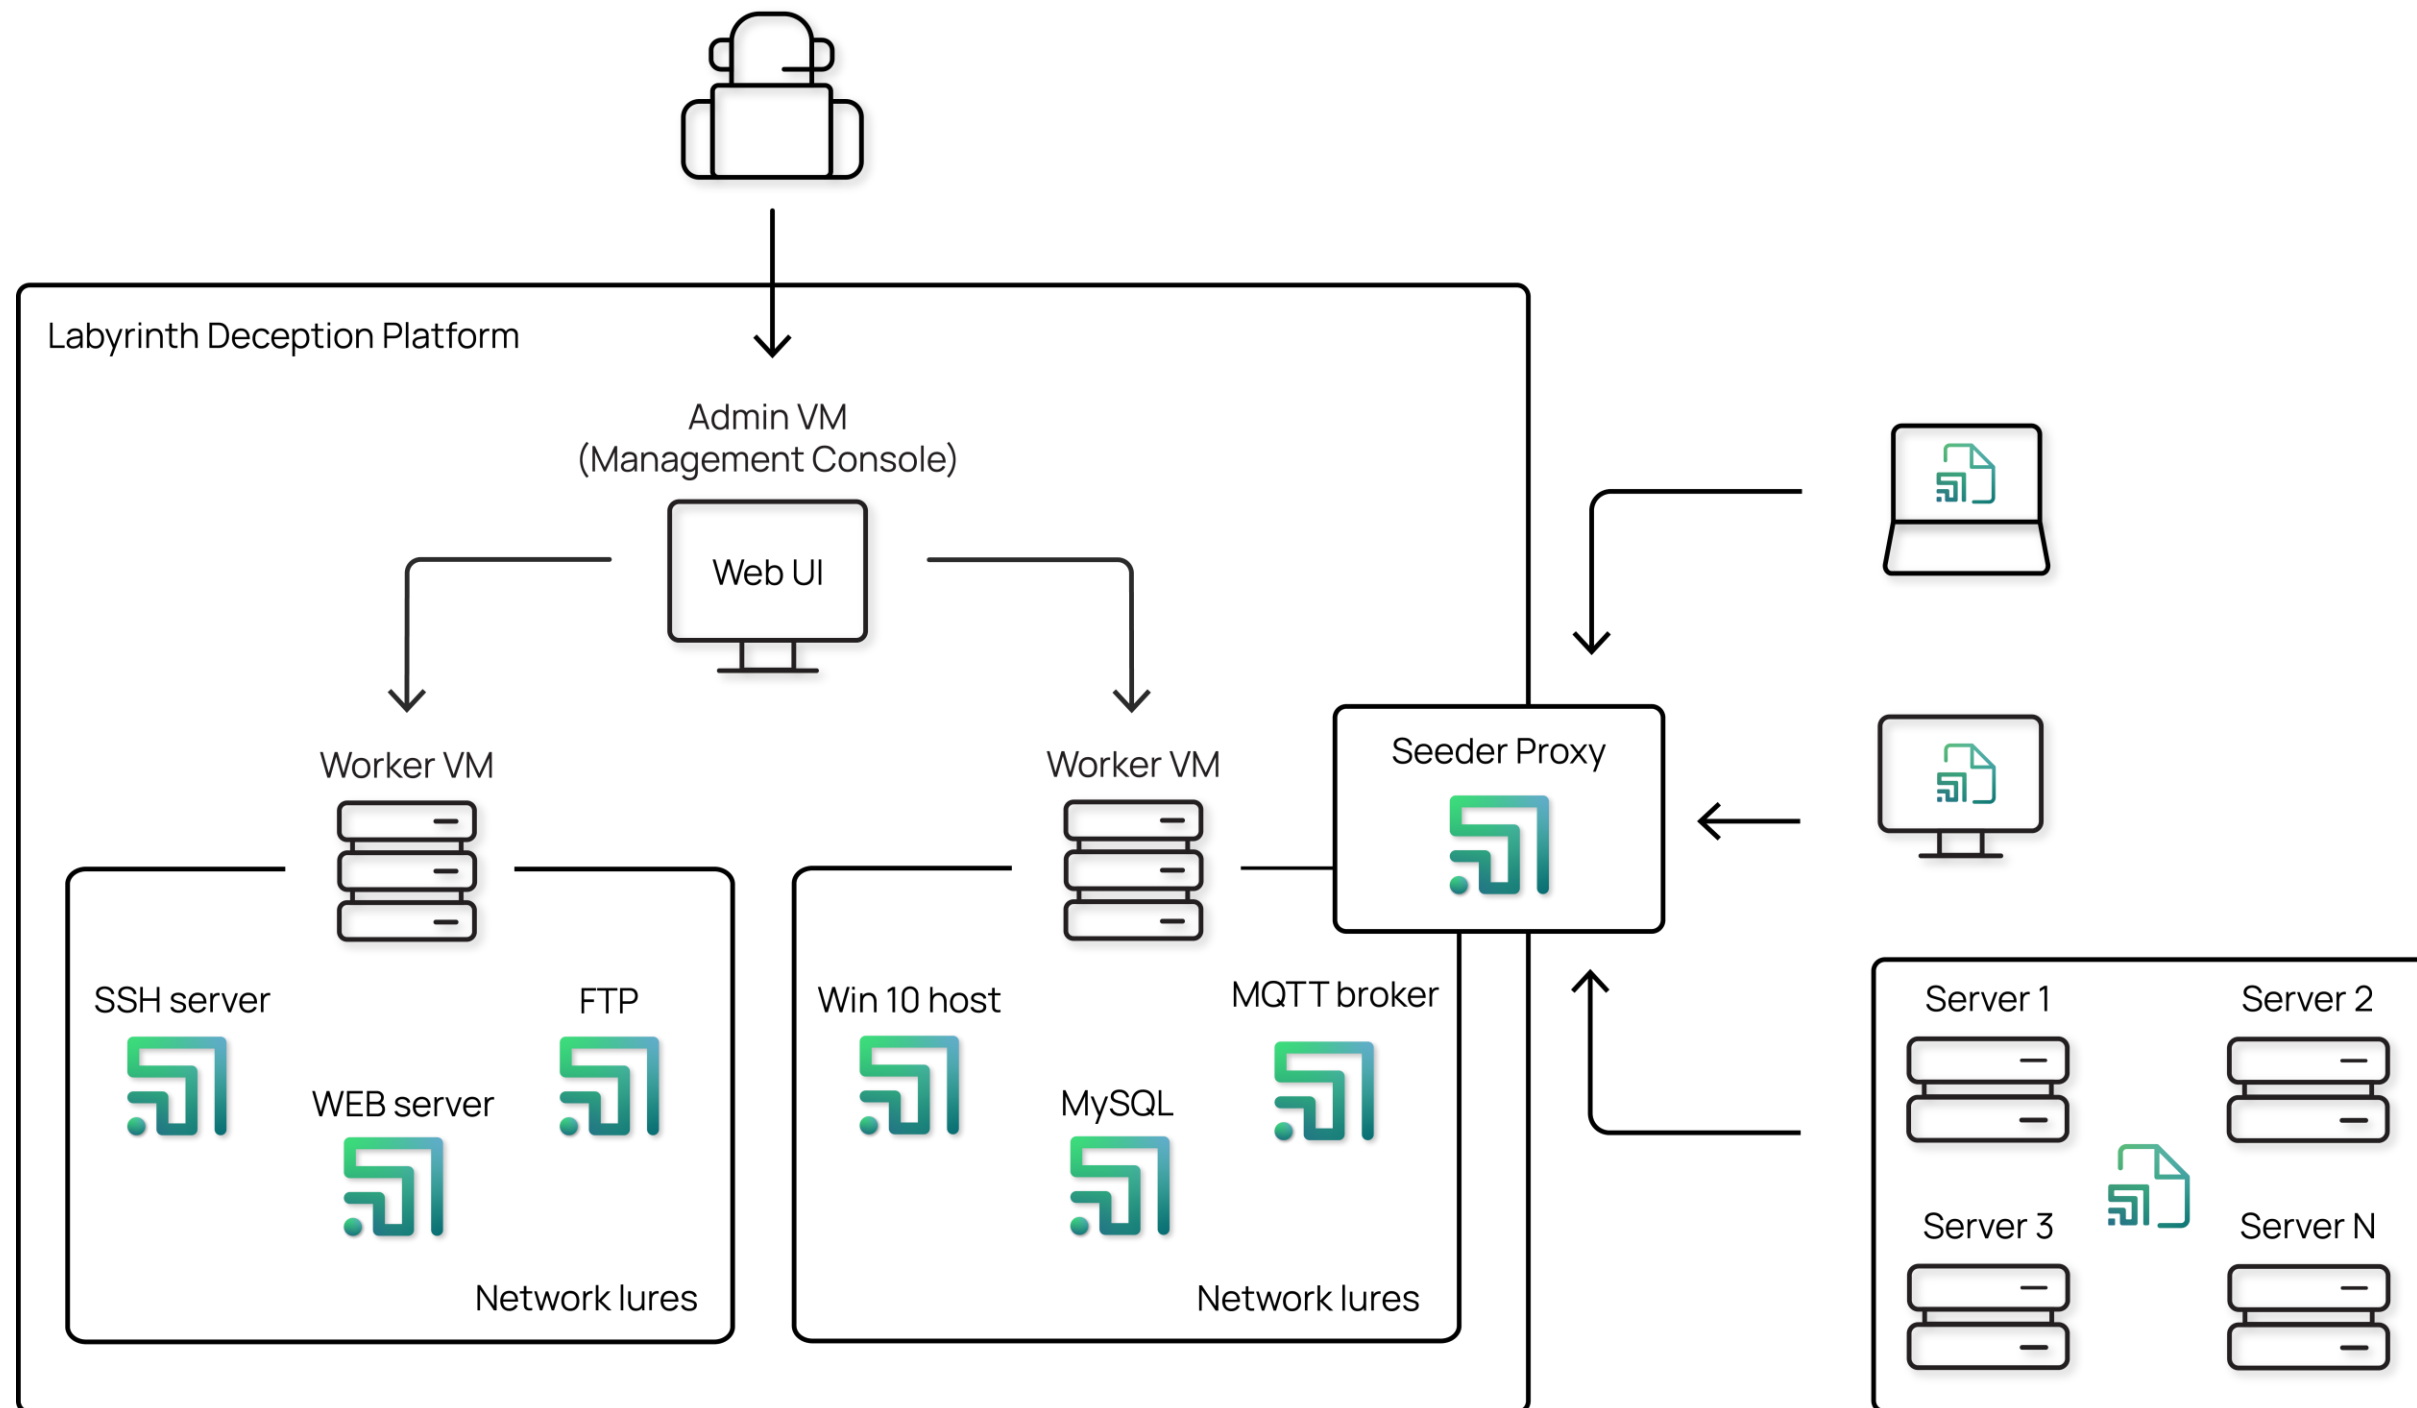 Labyrinth Deception Platform
Admin VM
(Management Console)
Web UI
Worker VM
Worker VM
Seeder Proxy
SSH server
FTP
WEB server
Network lures
Win 10 host
MQTT broker
MySQL
Network lures
Server 1
Server 2
Server 3
Server N